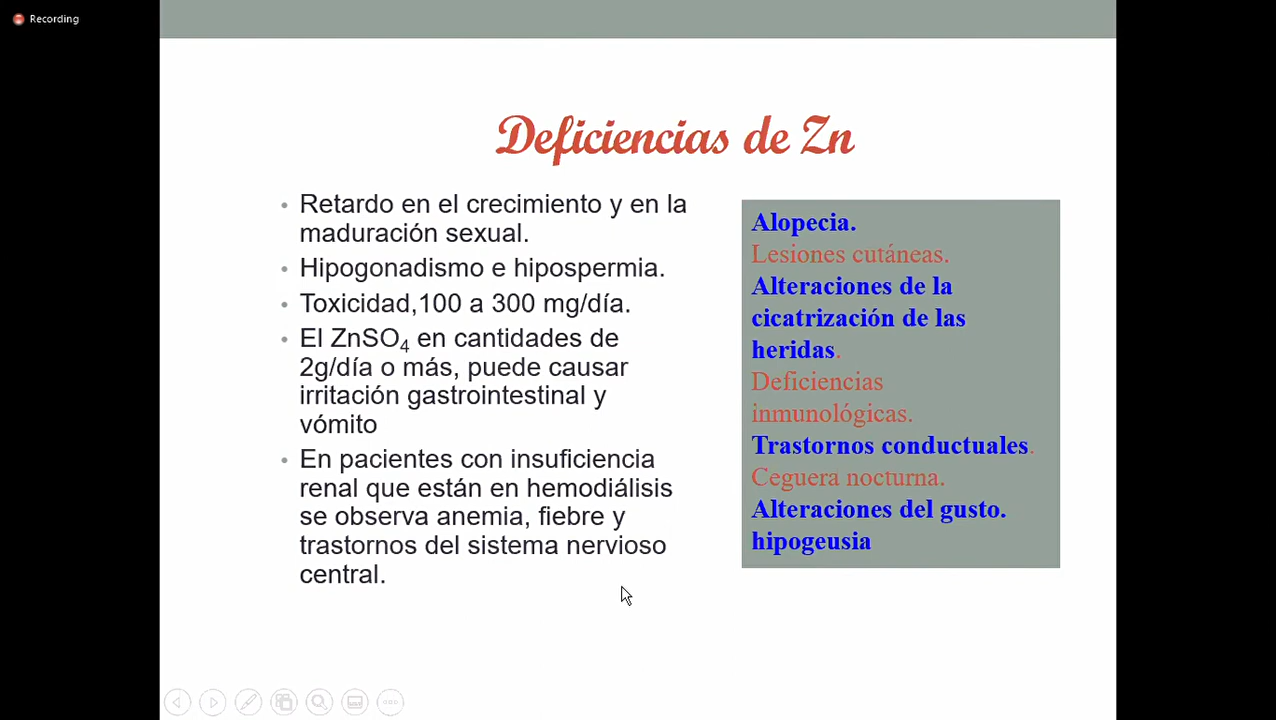 Recording
Deficiencias de Zn
• Retardo en el crecimiento y en la
maduración sexual.
• Hipogonadismo e hipospermia.
• Toxicidad,100 a 300 mg/día.
• El ZnSO₄ en cantidades de
2g/día o más, puede causar
irritación gastrointestinal y
vómito
• En pacientes con insuficiencia
renal que están en hemodiálisis
se observa anemia, fiebre y
trastornos del sistema nervioso
central.
Alopecia.
Lesiones cutáneas.
Alteraciones de la
cicatrización de las
heridas.
Deficiencias
inmunológicas.
Trastornos conductuales.
Ceguera nocturna.
Alteraciones del gusto.
hipogeusia